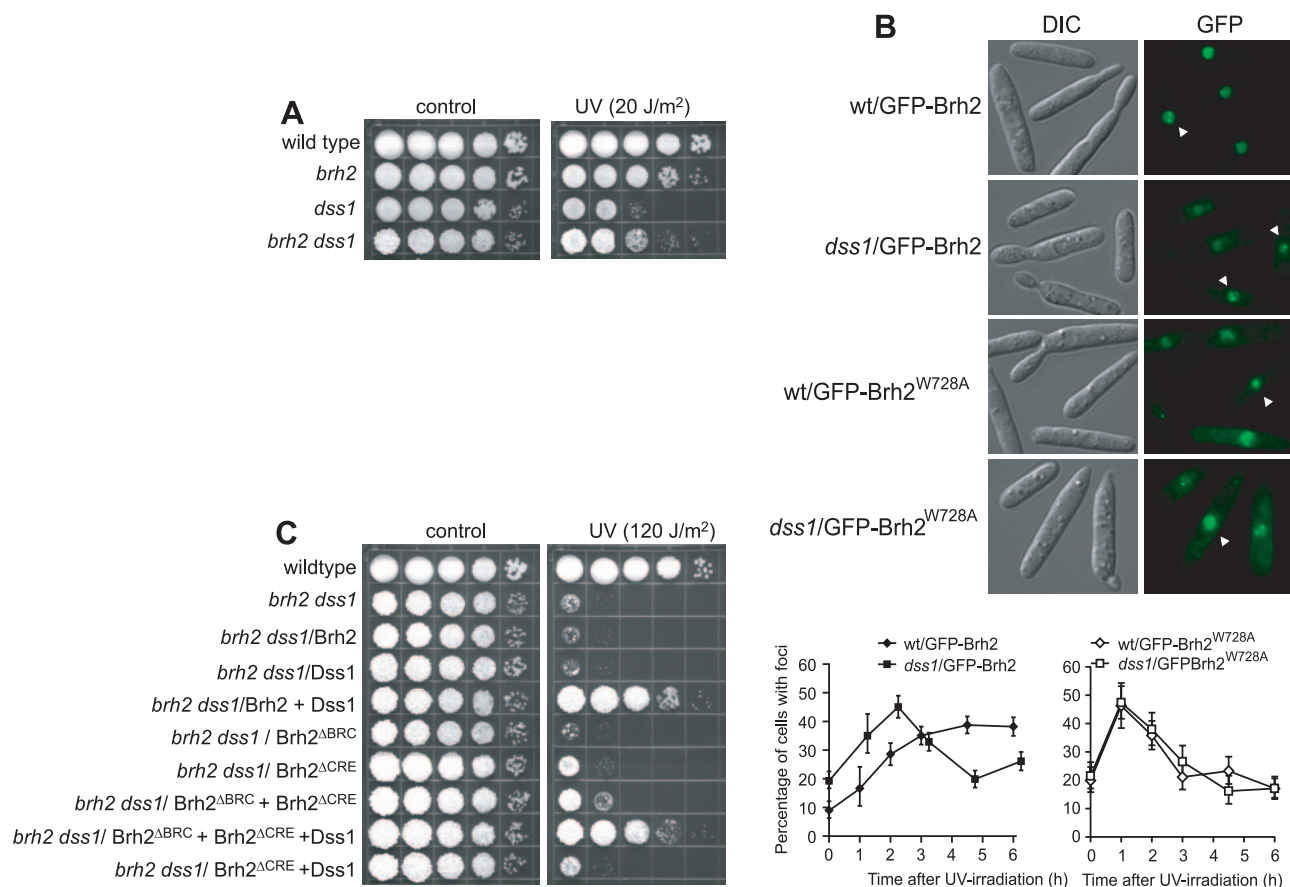 A
control
UV (20 J/m²)
wild type
brh2
dss1
brh2 dss1
B
DIC
GFP
wt/GFP-Brh2
dss1/GFP-Brh2
wt/GFP-Brh2^W728A
dss1/GFP-Brh2^W728A
C
control
UV (120 J/m²)
wildtype
brh2 dss1
brh2 dss1/Brh2
brh2 dss1/Dss1
brh2 dss1/Brh2 + Dss1
brh2 dss1 / Brh2^ΔBRC
brh2 dss1/ Brh2^ΔCRE
brh2 dss1/ Brh2^ΔBRC + Brh2^ΔCRE
brh2 dss1/ Brh2^ΔBRC + Brh2^ΔCRE +Dss1
brh2 dss1/ Brh2^ΔCRE +Dss1
wt/GFP-Brh2
dss1/GFP-Brh2
Percentage of cells with foci
60
50
40
30
20
10
0
0 1 2 3 4 5 6
Time after UV-irradiation (h)
wt/GFP-Brh2^W728A
dss1/GFPBrh2^W728A
60
50
40
30
20
10
0
0 1 2 3 4 5 6
Time after UV-irradiation (h)